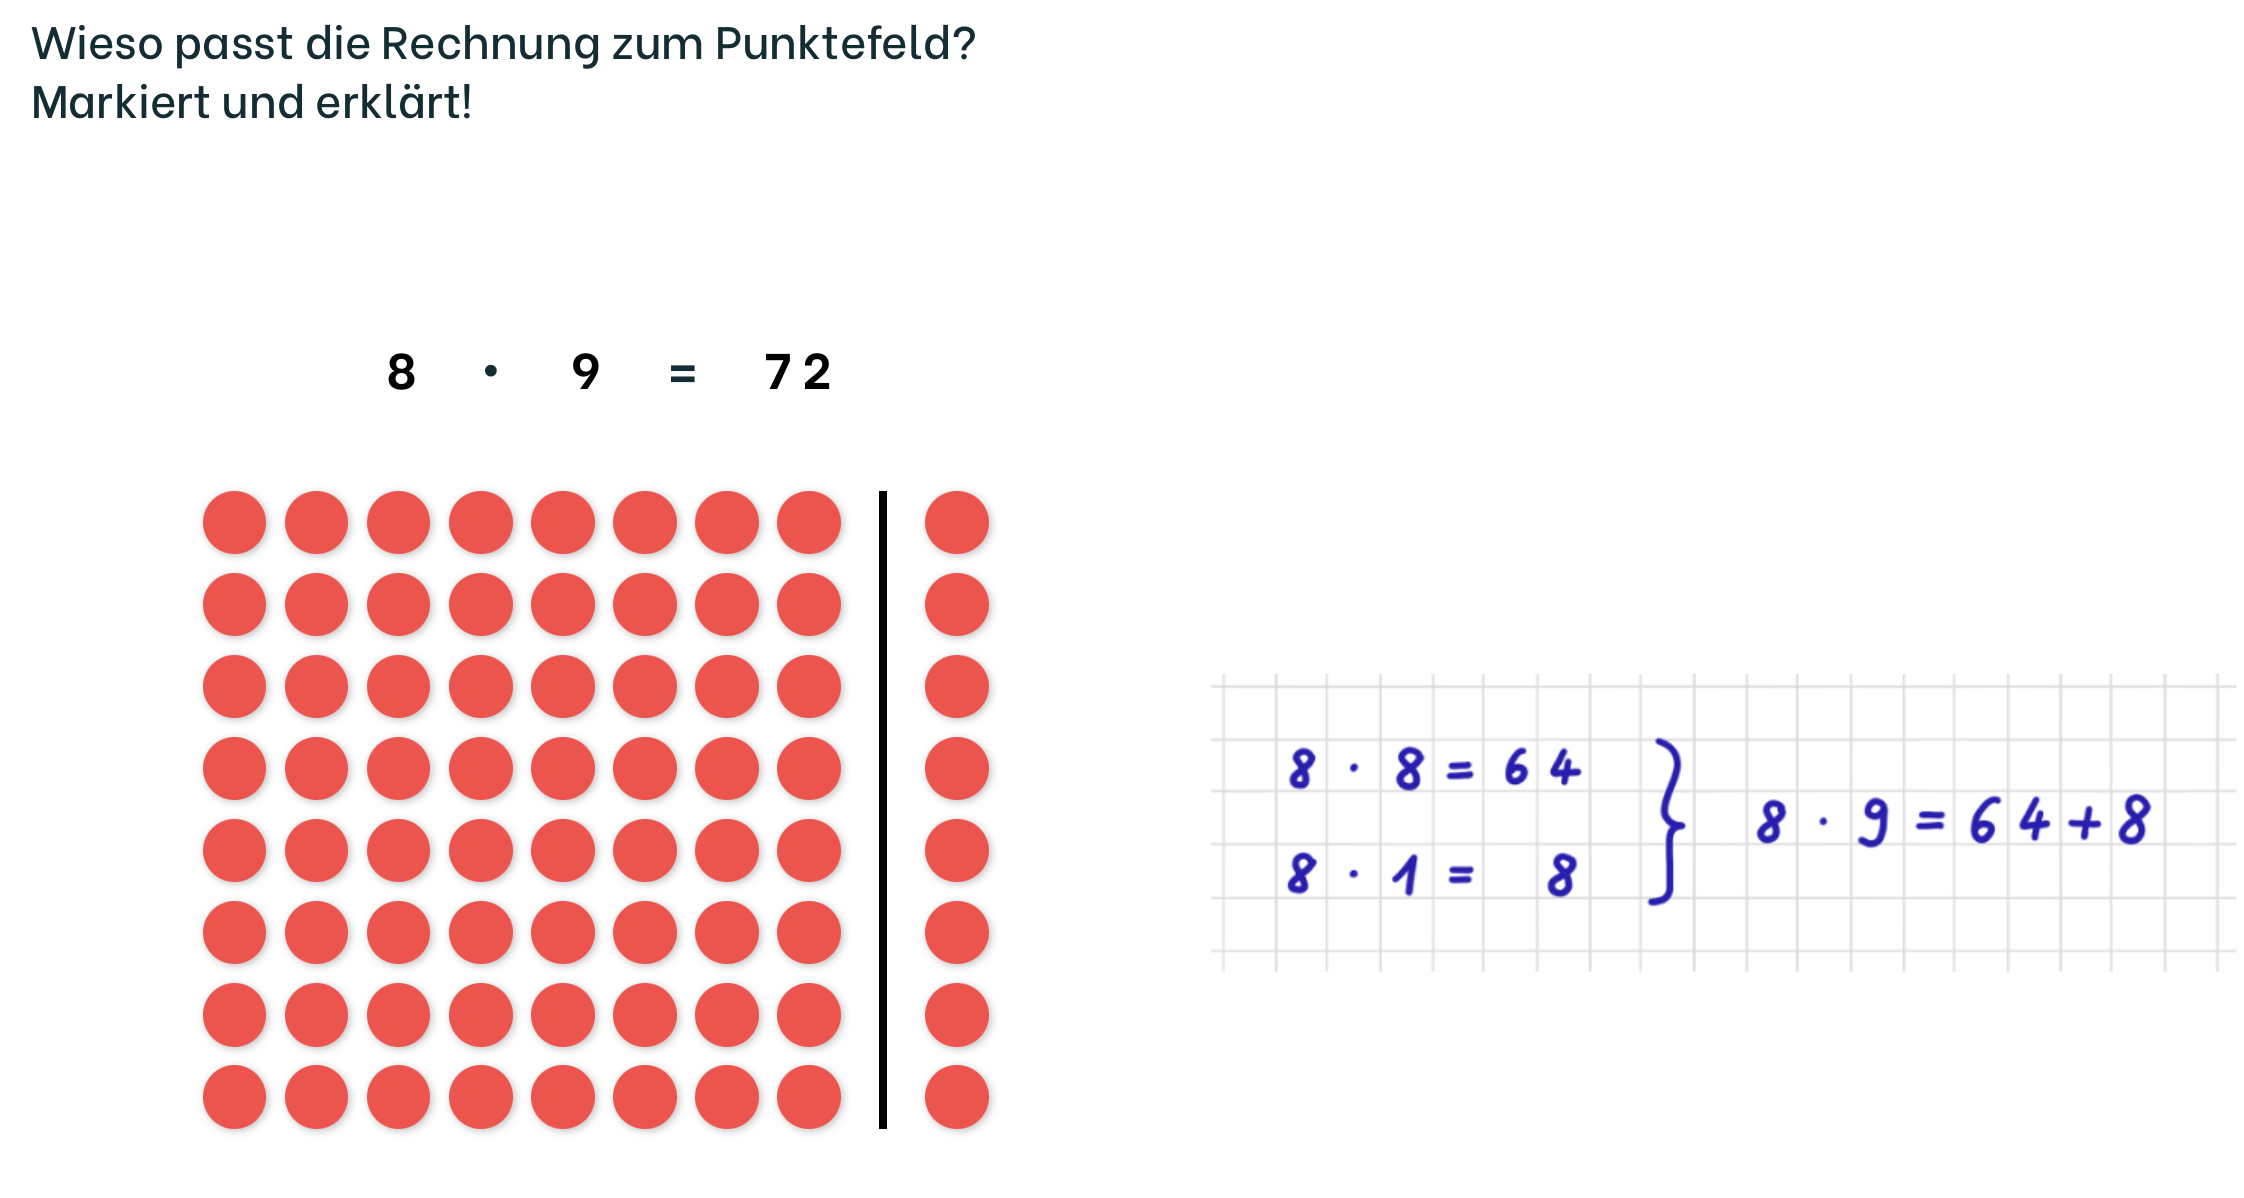 Wieso passt die Rechnung zum Punktefeld?
Markiert und erklärt!
8 · 9 = 72
8 · 8 = 64
8 · 1 = 8
8 · 9 = 64 + 8